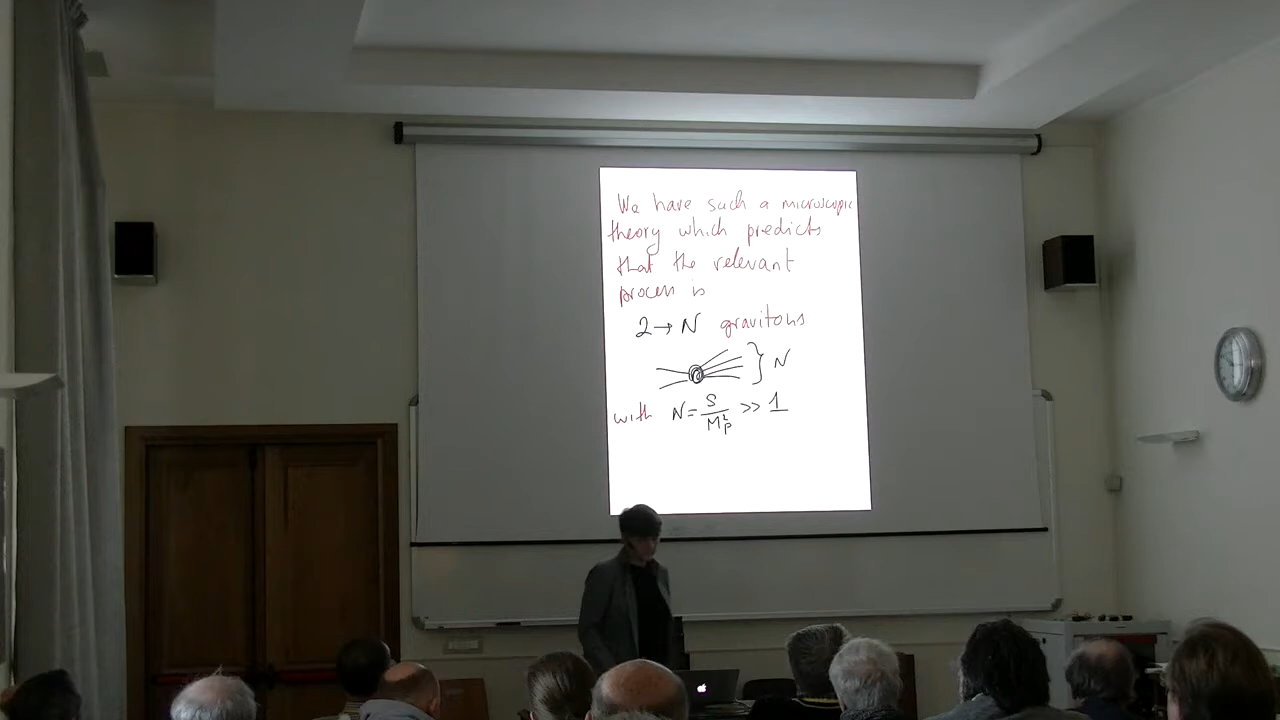 We have such a microscopic
theory which predicts
that the relevant
process is
2 → N gravitons
} N
with N = S/M_p^2 >> 1